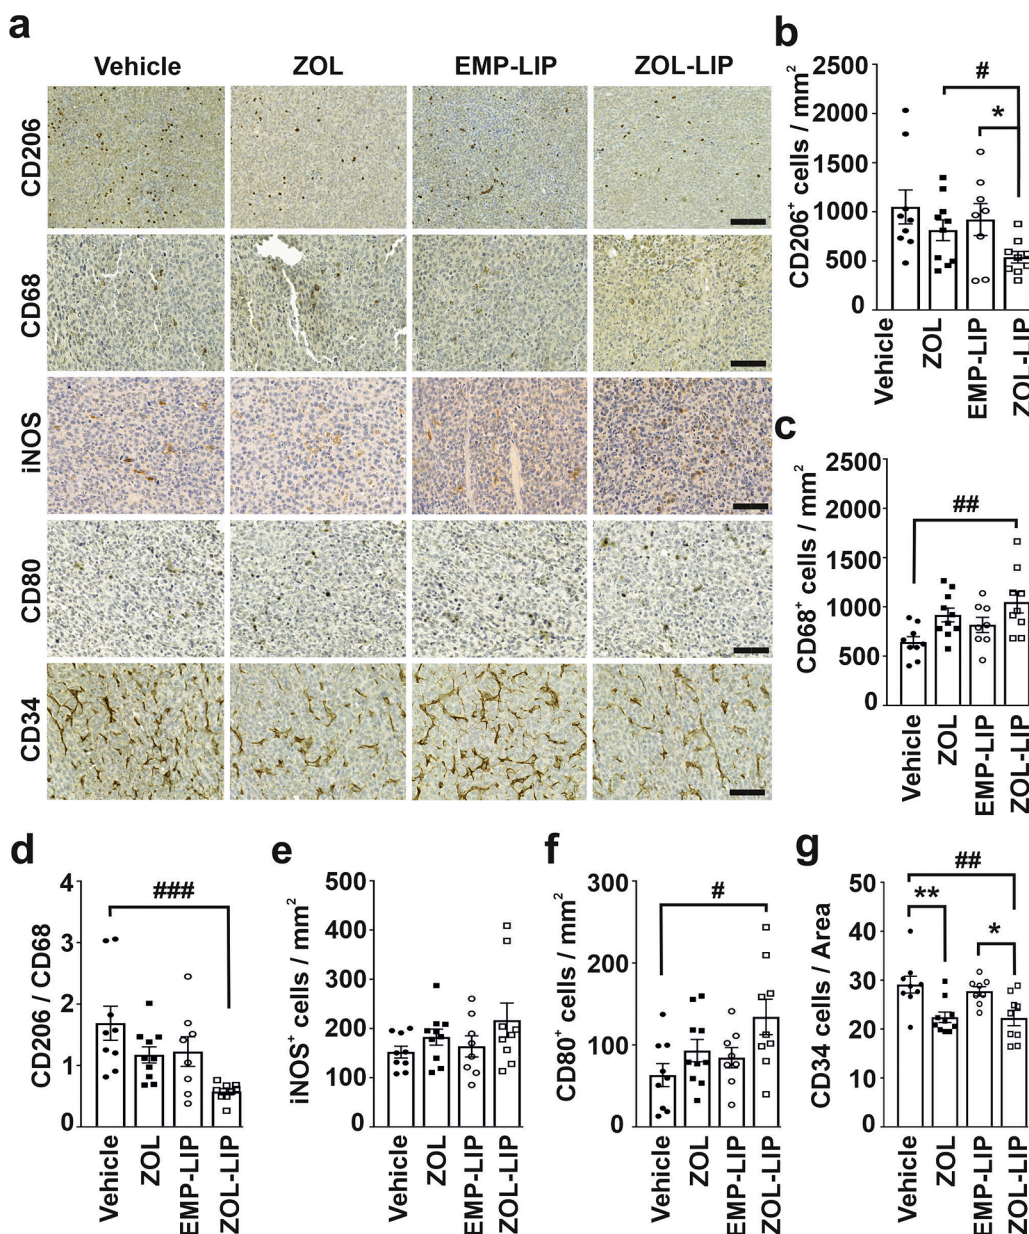 a
Vehicle ZOL EMP-LIP ZOL-LIP
CD206
CD68
iNOS
CD80
CD34
b
CD206⁺ cells / mm²
2500
2000
1500
1000
500
0
#
*
Vehicle
ZOL
EMP-LIP
ZOL-LIP
c
CD68⁺ cells / mm²
2500
2000
1500
1000
500
0
##
Vehicle
ZOL
EMP-LIP
ZOL-LIP
d
CD206 / CD68
4
3
2
1
0
###
Vehicle
ZOL
EMP-LIP
ZOL-LIP
e
iNOS⁺ cells / mm²
500
400
300
200
100
0
Vehicle
ZOL
EMP-LIP
ZOL-LIP
f
CD80⁺ cells / mm²
300
200
100
0
#
Vehicle
ZOL
EMP-LIP
ZOL-LIP
g
CD34 cells / Area
50
40
30
20
10
0
##
**
*
Vehicle
ZOL
EMP-LIP
ZOL-LIP